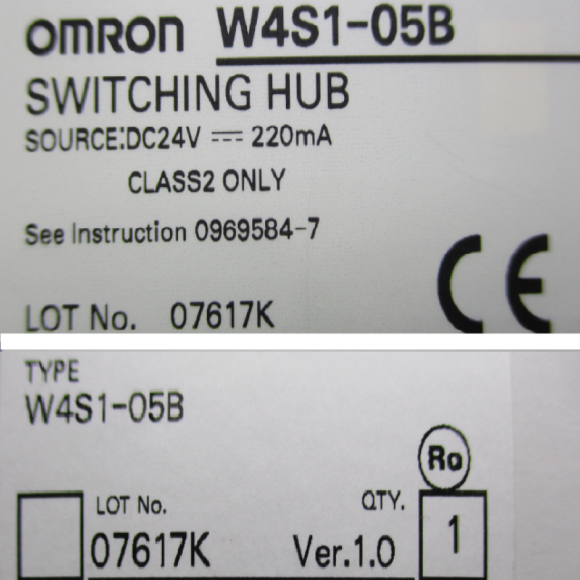 OMRON W4S1-05B
SWITCHING HUB
SOURCE:DC24V ⎓ 220mA
CLASS2 ONLY
See Instruction 0969584-7
CE
LOT No. 07617K
TYPE
W4S1-05B
Ro
LOT No. QTY.
07617K Ver.1.0 1